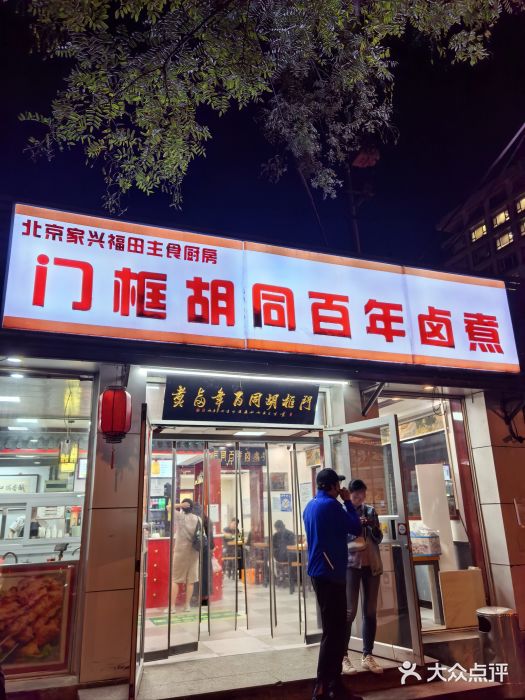 北京家兴福田主食厨房
门框胡同百年卤煮
煮卤年百同胡框門
大众点评